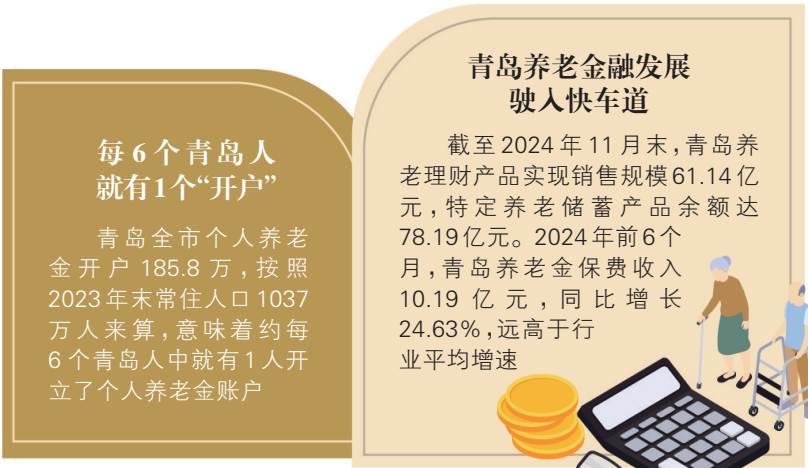 每6个青岛人
就有1个“开户”
青岛全市个人养老
金开户185.8万,按照
2023年末常住人口1037
万人来算,意味着约每
6个青岛人中就有1人开
立了个人养老金账户
青岛养老金融发展
驶入快车道
截至2024年11月末,青岛养
老理财产品实现销售规模61.14亿
元,特定养老储蓄产品余额达
78.19亿元。2024年前6个
月,青岛养老金保费收入
10.19亿元,同比增长
24.63%,远高于行
业平均增速